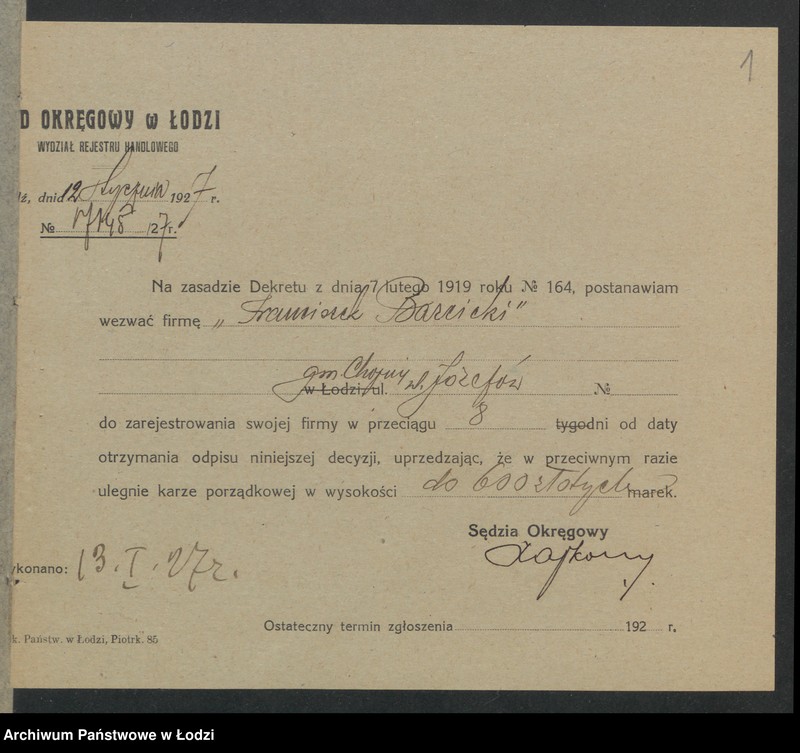 1
D OKRĘGOWY w ŁODZI
WYDZIAŁ REJESTRU HANDLOWEGO
dź, dnia 12 stycznia 1927 r.
№ /27 r.
Na zasadzie Dekretu z dnia 7 lutego 1919 roku № 164, postanawiam
wezwać firmę „Franciszek Barcicki"
gm. Chojny
w Łodzi, ul. w. Józefów №
do zarejestrowania swojej firmy w przeciągu 8 tygodni od daty
otrzymania odpisu niniejszej decyzji, uprzedzając, że w przeciwnym razie
ulegnie karze porządkowej w wysokości do 600 złotych marek.
Sędzia Okręgowy
ykonano: 13. I. 27 r.
Ostateczny termin zgłoszenia 192 r.
k. Państw. w Łodzi, Piotrk. 85
Archiwum Państwowe w Łodzi